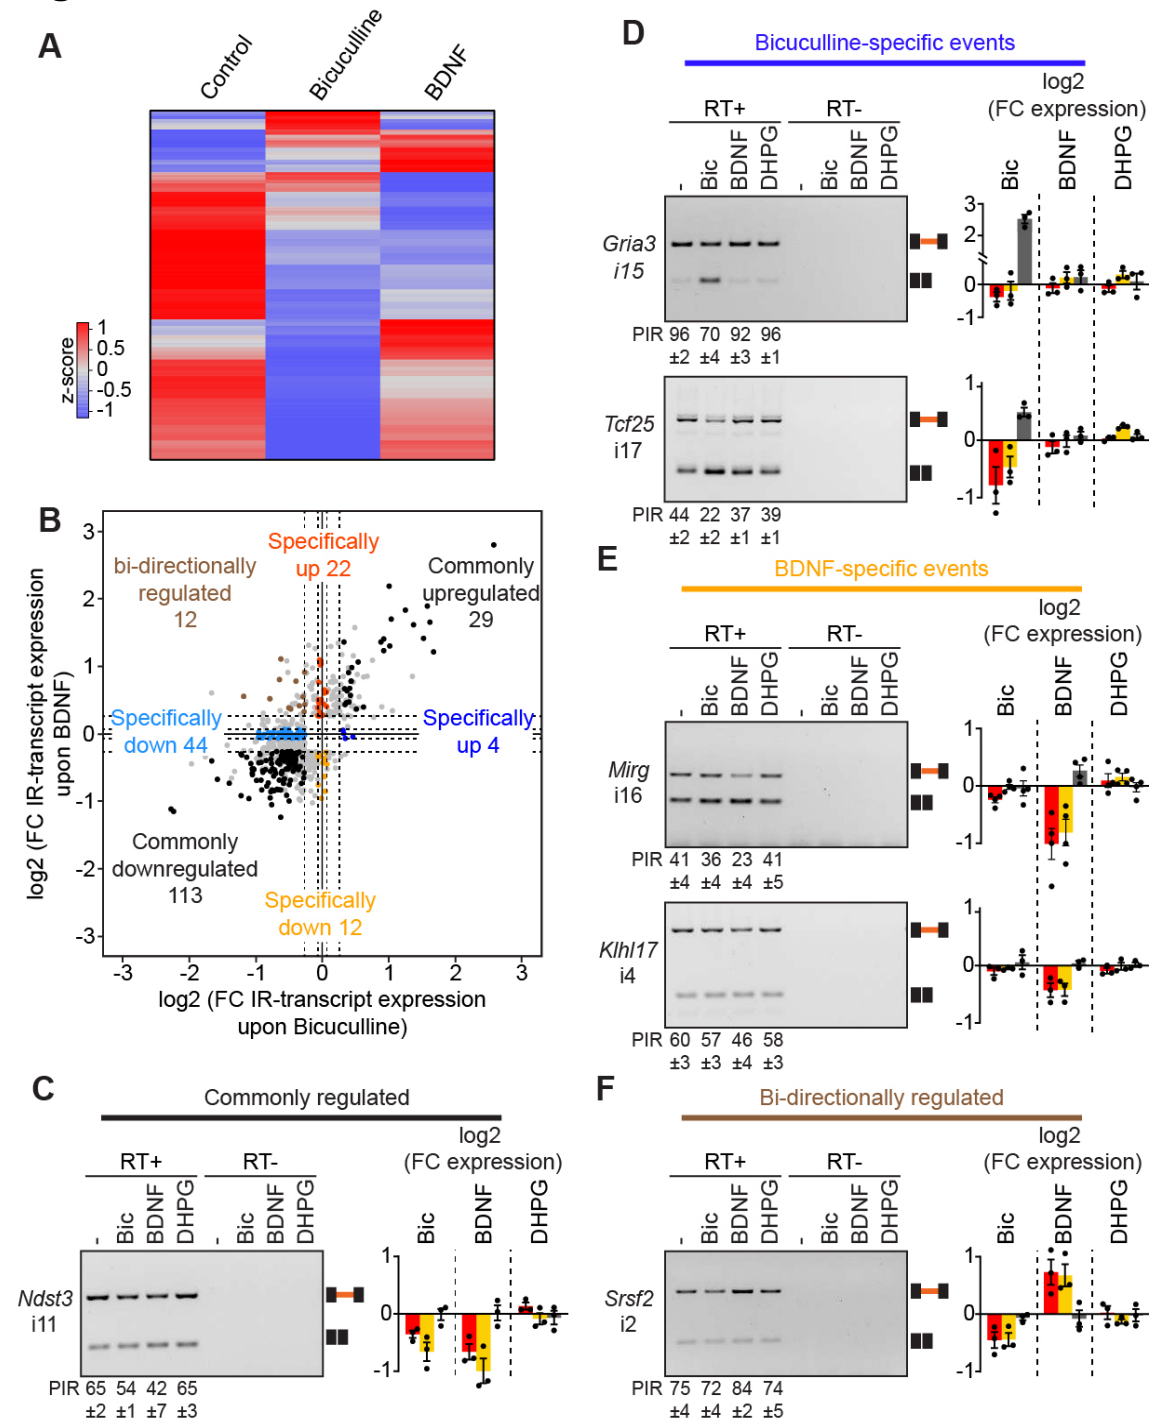 A
Control
Bicuculline
BDNF
z-score
1
0.5
0
-0.5
-1
B
log2 (FC IR-transcript expression
upon BDNF)
3
2
1
0
-1
-2
-3
bi-directionally
regulated
12
Specifically
up 22
Commonly
upregulated
29
Specifically
down 44
Specifically
up 4
Commonly
downregulated
113
Specifically
down 12
-3 -2 -1 0 1 2 3
log2 (FC IR-transcript expression
upon Bicuculline)
C
Commonly regulated
log2
(FC expression)
RT+ RT-
- Bic BDNF DHPG - Bic BDNF DHPG
Bic BDNF DHPG
Ndst3
i11
1
0
-1
PIR 65 54 42 65
±2 ±1 ±7 ±3
D
Bicuculline-specific events
log2
(FC expression)
RT+ RT-
- Bic BDNF DHPG - Bic BDNF DHPG
Bic BDNF DHPG
Gria3
i15
3
2
0
-1
PIR 96 70 92 96
±2 ±4 ±3 ±1
Tcf25
i17
1
0
-1
PIR 44 22 37 39
±2 ±2 ±1 ±1
E
BDNF-specific events
log2
(FC expression)
RT+ RT-
- Bic BDNF DHPG - Bic BDNF DHPG
Bic BDNF DHPG
Mirg
i16
1
0
-1
PIR 41 36 23 41
±4 ±4 ±4 ±5
Klhl17
i4
1
0
-1
PIR 60 57 46 58
±3 ±3 ±4 ±3
F
Bi-directionally regulated
log2
(FC expression)
RT+ RT-
- Bic BDNF DHPG - Bic BDNF DHPG
Bic BDNF DHPG
Srsf2
i2
1
0
-1
PIR 75 72 84 74
±4 ±4 ±2 ±5